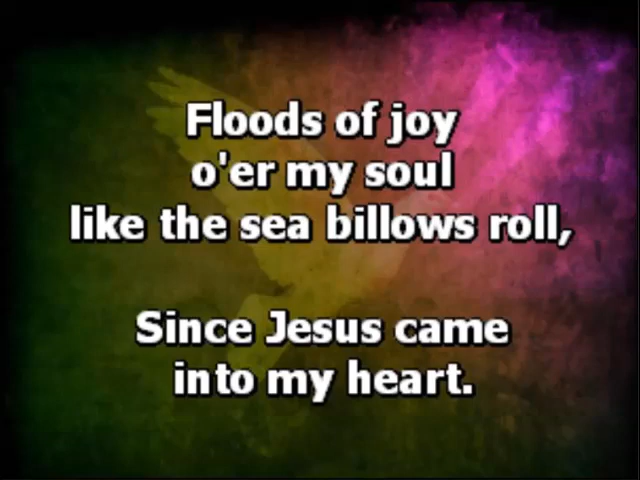 Floods of joy
o'er my soul
like the sea billows roll,
Since Jesus came
into my heart.